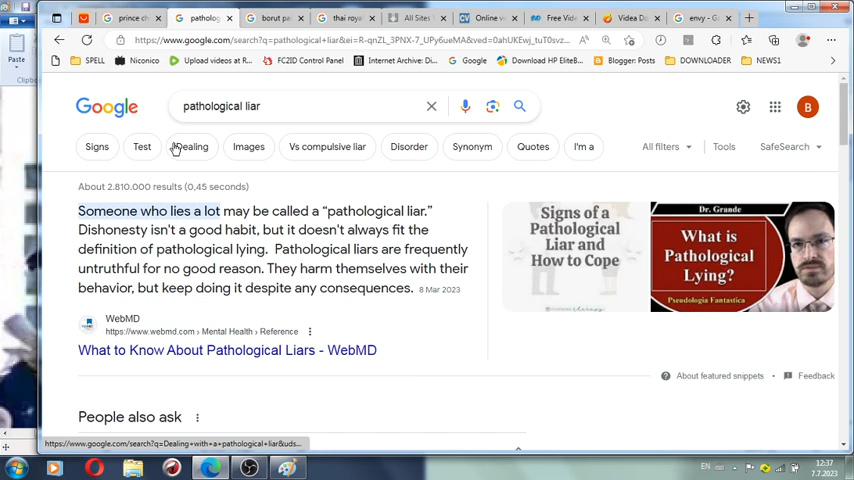 Paste
Clipb
prince ch
patholog
borut pa
thai roya
All Sites
Online v
Free Vid
Videa D
envy - G
https://www.google.com/search?q=pathological+liar&ei=R-qnZL_3PNX-7_UPy6ueMA&ved=0ahUKEwj_tuT0svz...
SPELL
Niconico
Upload videos at R...
FC2ID Control Panel
Internet Archive: Di...
Google
Download HP EliteB...
Blogger: Posts
DOWNLOADER
NEWS1
Google
pathological liar
B
Signs
Test
Dealing
Images
Vs compulsive liar
Disorder
Synonym
Quotes
I'm a
All filters
Tools
SafeSearch
About 2.810.000 results (0,45 seconds)
Someone who lies a lot may be called a “pathological liar.”
Dishonesty isn't a good habit, but it doesn't always fit the
definition of pathological lying. Pathological liars are frequently
untruthful for no good reason. They harm themselves with their
behavior, but keep doing it despite any consequences. 8 Mar 2023
Signs of a
Pathological
Liar and
How to Cope
Dr. Grande
What is
Pathological
Lying?
Pseudologia Fantastica
WebMD
https://www.webmd.com › Mental Health › Reference
What to Know About Pathological Liars - WebMD
About featured snippets
Feedback
People also ask
https://www.google.com/search?q=Dealing+with+a+pathological+liar&uds...
EN
12:37
7.7.2023